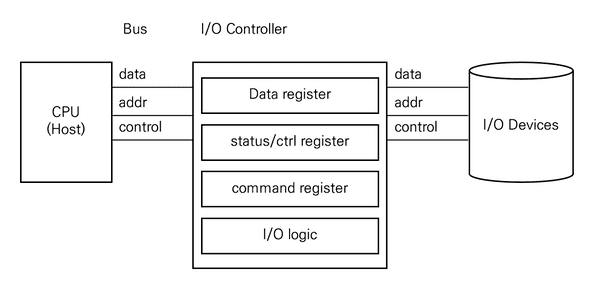 Bus
I/O Controller
CPU
(Host)
data
addr
control
Data register
status/ctrl register
command register
I/O logic
data
addr
control
I/O Devices